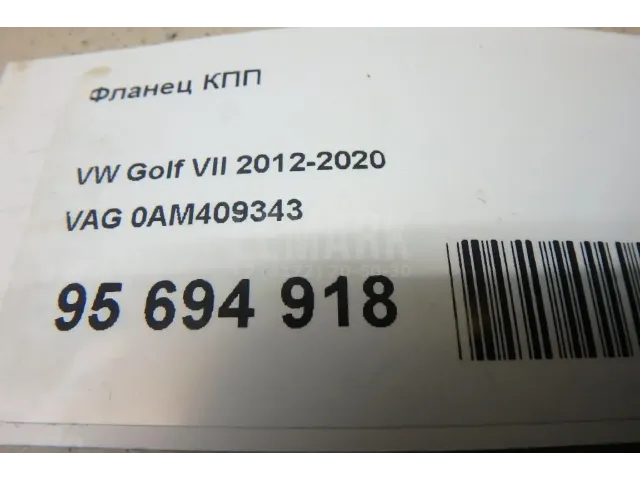 Фланец КПП
VW Golf VII 2012-2020
VAG 0AM409343
95 694 918